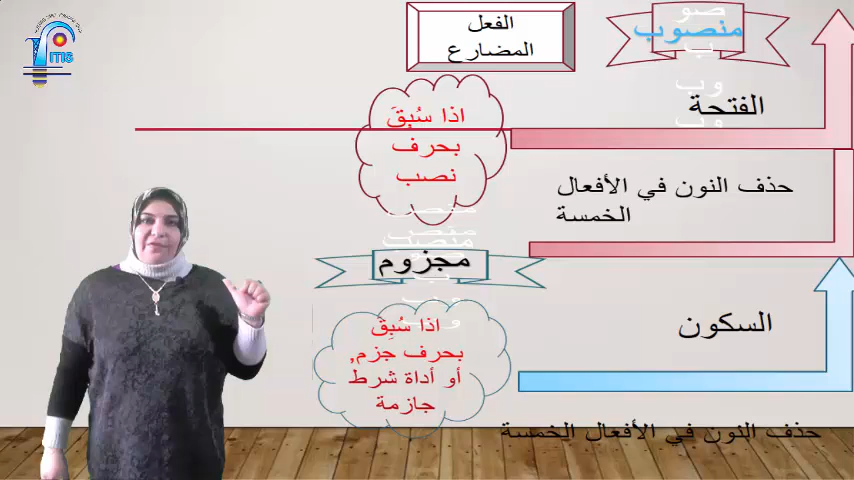 الفعل
المضارع
منصوب
الفتحة
اذا سُبِقَ
بحرف
نصب
حذف النون في الأفعال
الخمسة
مجزوم
السكون
اذا سُبِق
بحرف جزم,
أو أداة شرط
جازمة
حذف النون في الأفعال الخمسة